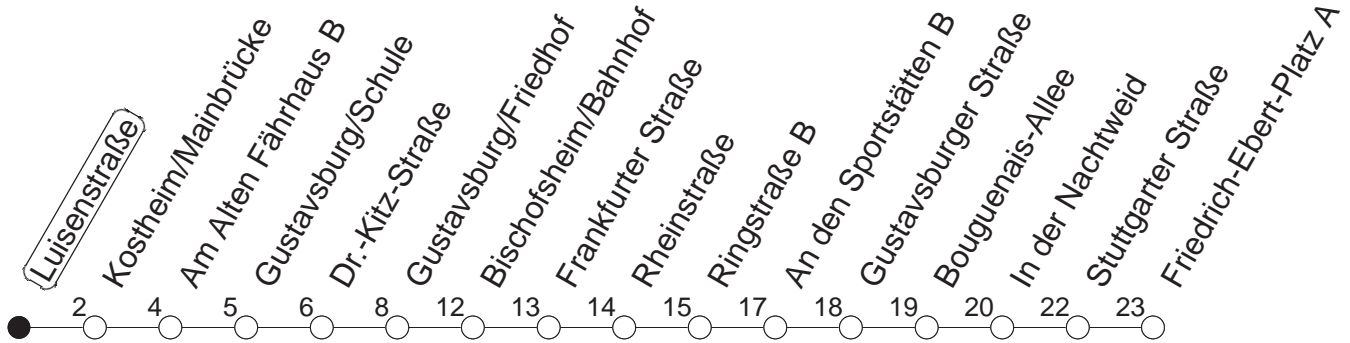 Luisenstraße
Kostheim/Mainbrücke
Am Alten Fährhaus B
Gustavsburg/Schule
Dr.-Kitz-Straße
Gustavsburg/Friedhof
Bischofsheim/Bahnhof
Frankfurter Straße
Rheinstraße
Ringstraße B
An den Sportstätten B
Gustavsburger Straße
Bouguenais-Allee
In der Nachtweid
Stuttgarter Straße
Friedrich-Ebert-Platz A
2 4 5 6 8 12 13 14 15 17 18 19 20 22 23